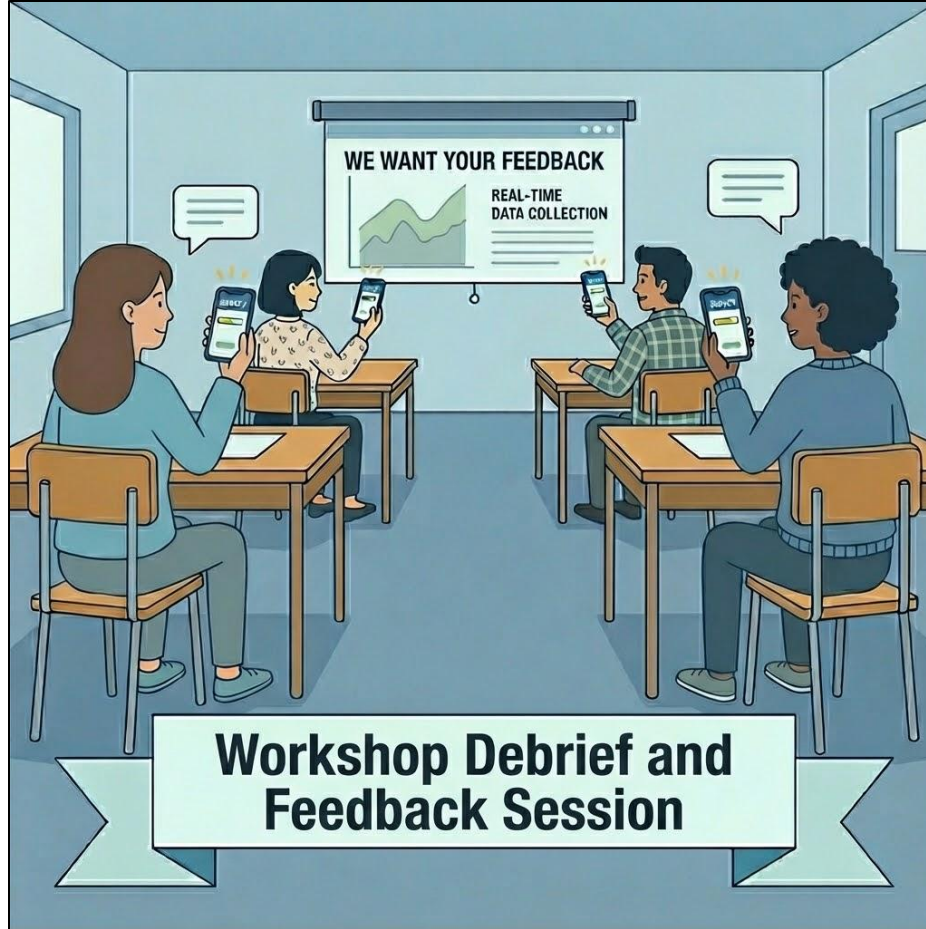 WE WANT YOUR FEEDBACK
REAL-TIME
DATA COLLECTION
Workshop Debrief and
Feedback Session